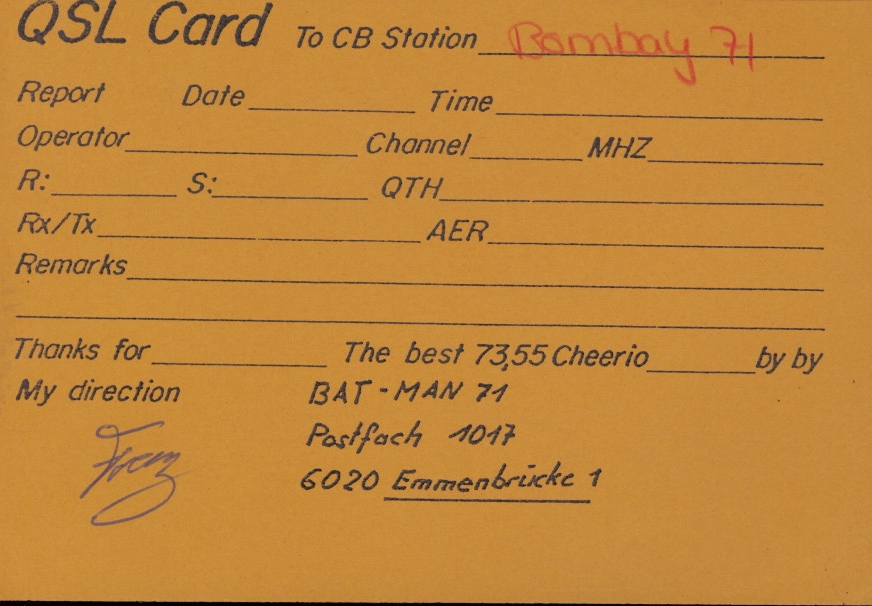 QSL Card To CB Station Bombay 71
Report Date Time
Operator Channel MHZ
R: S: QTH
Rx/Tx AER
Remarks
Thanks for The best 73,55 Cheerio by by
My direction BAT-MAN 71
Postfach 1017
Franz
6020 Emmenbrücke 1